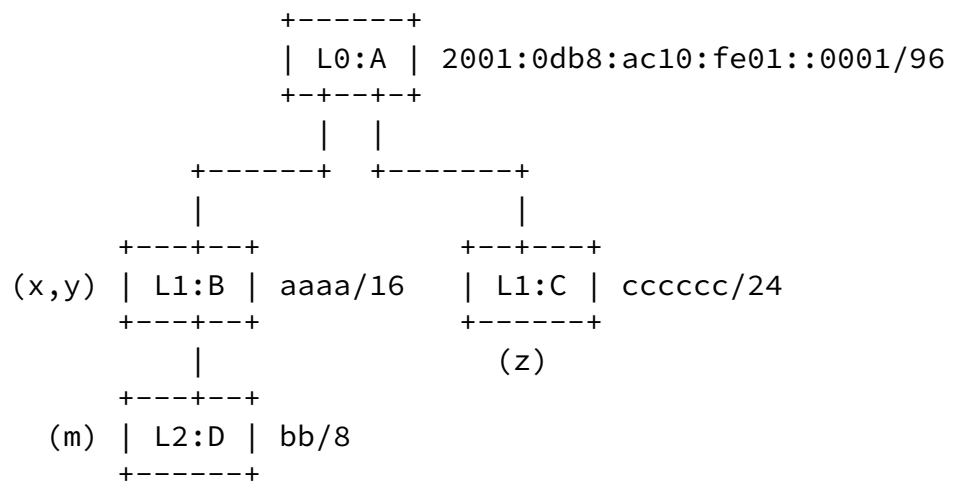 L0:A 2001:0db8:ac10:fe01::0001/96
(x,y) L1:B aaaa/16 L1:C cccccc/24
(z)
(m) L2:D bb/8